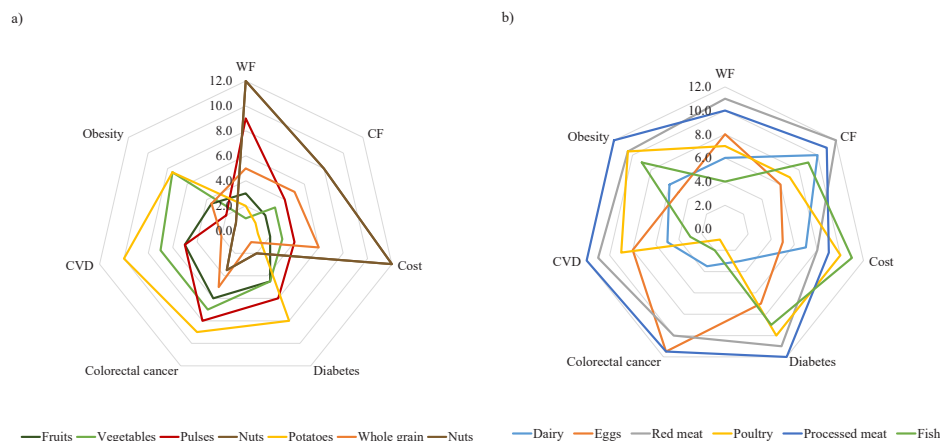 a)
WF
12.0
10.0
8.0
6.0
4.0
2.0
0.0
Obesity
CF
CVD
Cost
Colorectal cancer
Diabetes
Fruits Vegetables Pulses Nuts Potatoes Whole grain Nuts
b)
WF
12.0
10.0
8.0
6.0
4.0
2.0
0.0
Obesity
CF
CVD
Cost
Colorectal cancer
Diabetes
Dairy Eggs Red meat Poultry Processed meat Fish